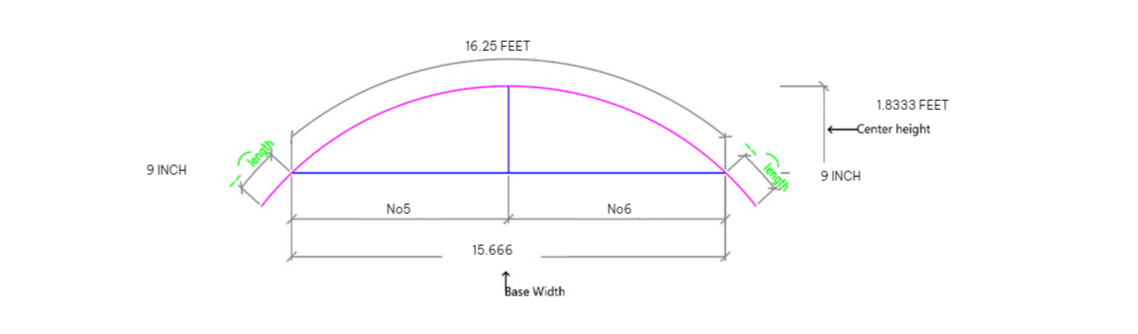 16.25 FEET
1.8333 FEET
Center height
length
9 INCH
length
9 INCH
No5
No6
15.666
Base Width